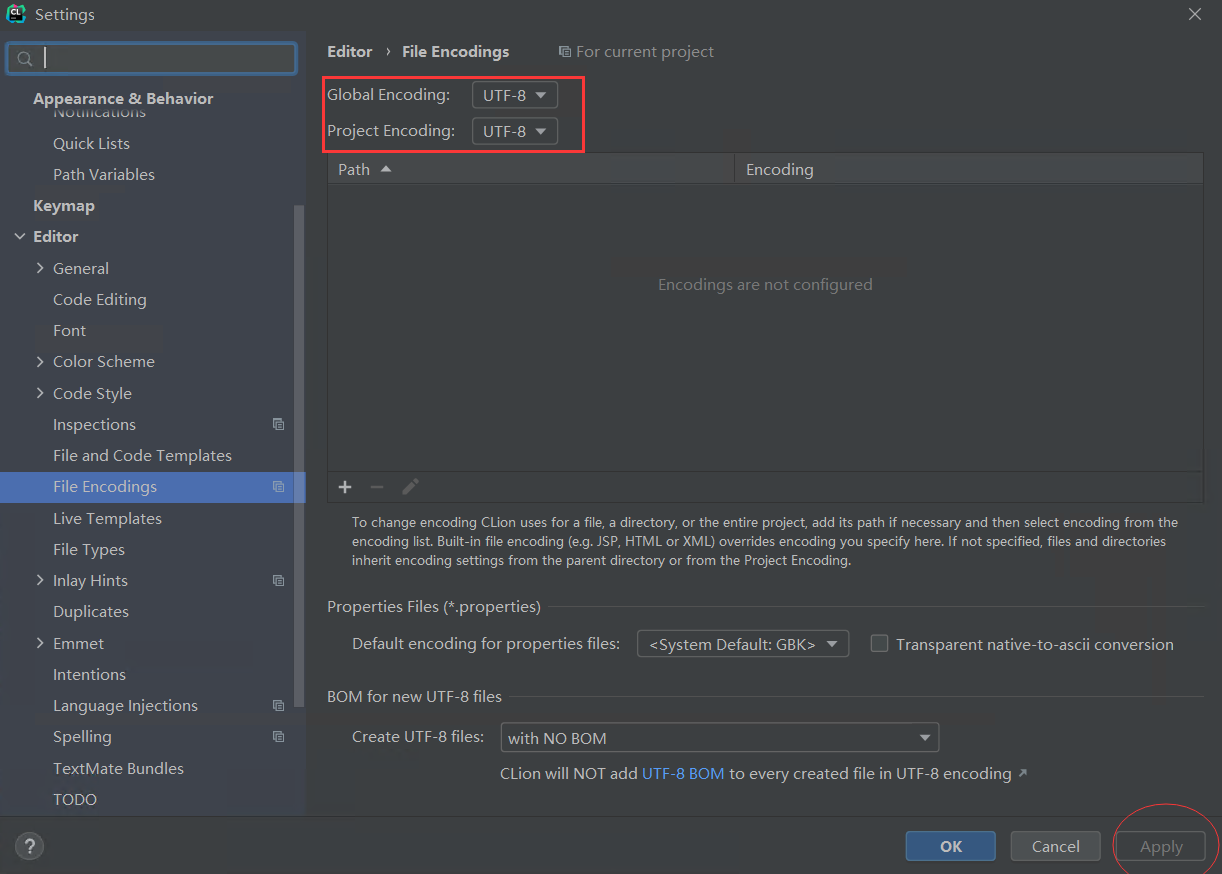 CL
Settings
Editor › File Encodings For current project
Global Encoding: UTF-8
Project Encoding: UTF-8
Path Encoding
Encodings are not configured
To change encoding CLion uses for a file, a directory, or the entire project, add its path if necessary and then select encoding from the
encoding list. Built-in file encoding (e.g. JSP, HTML or XML) overrides encoding you specify here. If not specified, files and directories
inherit encoding settings from the parent directory or from the Project Encoding.
Properties Files (*.properties)
Default encoding for properties files: <System Default: GBK> Transparent native-to-ascii conversion
BOM for new UTF-8 files
Create UTF-8 files: with NO BOM
CLion will NOT add UTF-8 BOM to every created file in UTF-8 encoding ↗
Appearance & Behavior
Notifications
Quick Lists
Path Variables
Keymap
Editor
General
Code Editing
Font
Color Scheme
Code Style
Inspections
File and Code Templates
File Encodings
Live Templates
File Types
Inlay Hints
Duplicates
Emmet
Intentions
Language Injections
Spelling
TextMate Bundles
TODO
? OK Cancel Apply